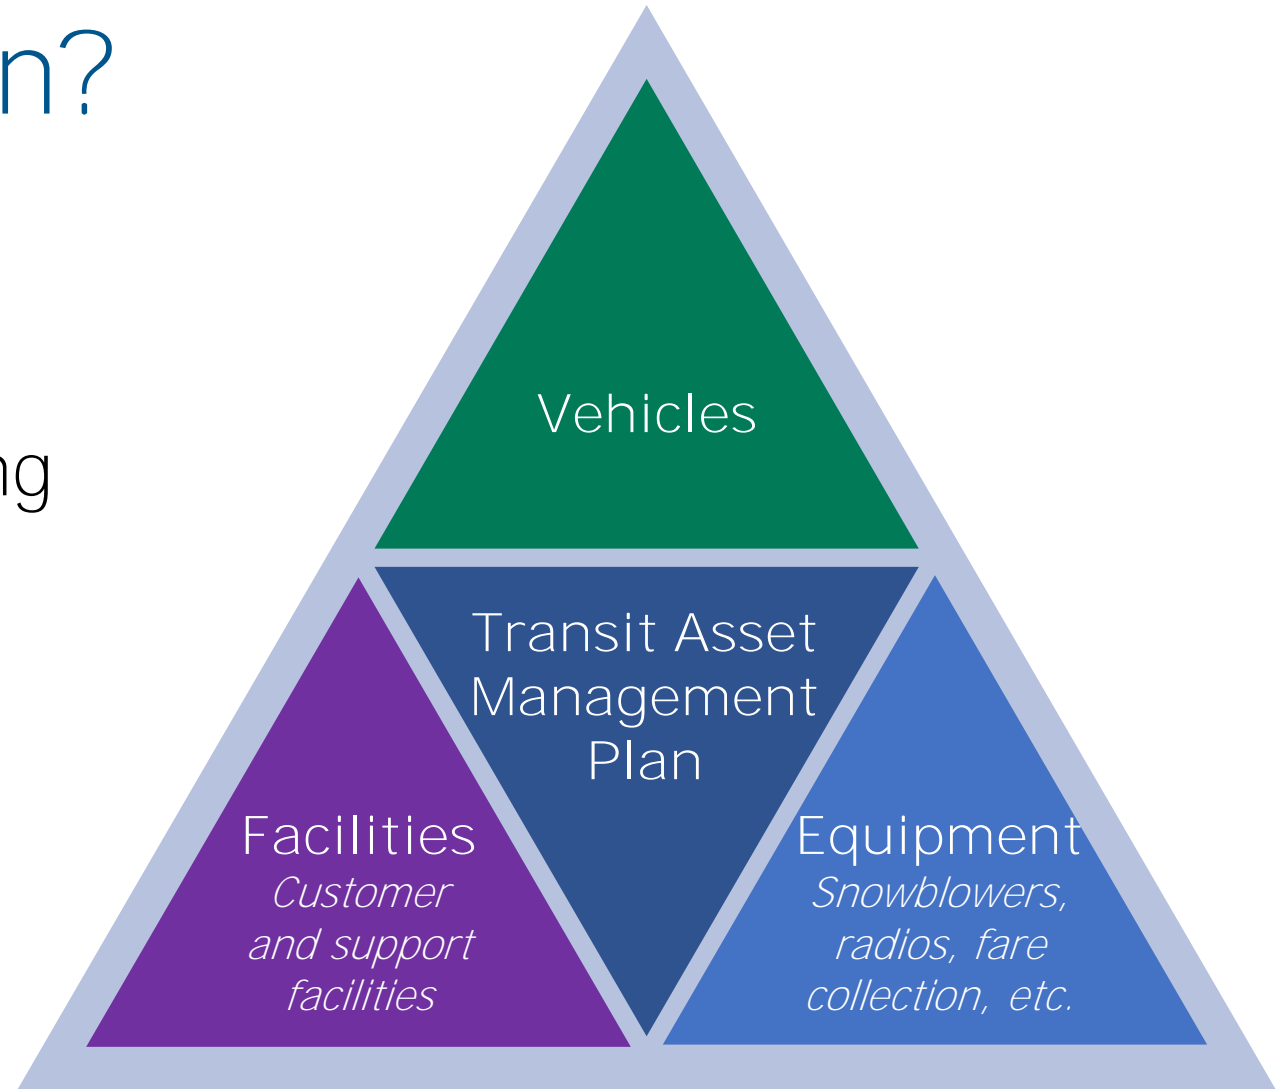 n?
Vehicles
ng
Transit Asset
Management
Plan
Facilities
Customer
and support
facilities
Equipment
Snowblowers,
radios, fare
collection, etc.